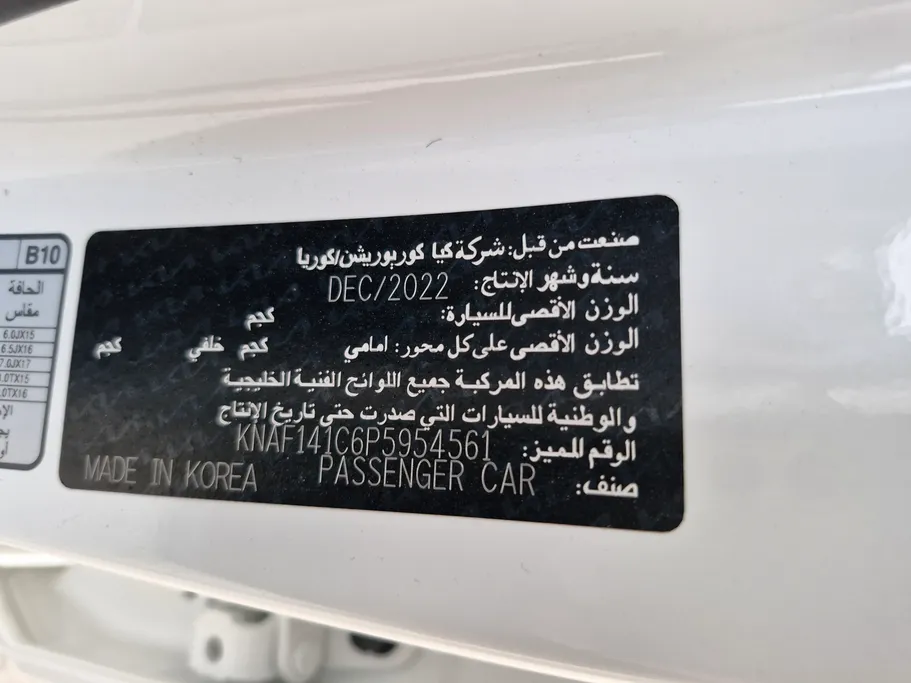 صنعت من قبل: شركة كيا كوربوريشن/كوريا
سنة وشهر الإنتاج: DEC/2022
الوزن الأقصى للسيارة: كجم
الوزن الأقصى على كل محور: امامي كجم خلفي كجم
تطابق هذه المركبة جميع اللوائح الفنية الخليجية
والوطنية للسيارات التي صدرت حتى تاريخ الإنتاج
الرقم المميز: KNAF141C6P5954561
صنف: PASSENGER CAR MADE IN KOREA
B10
الحافة
مقاس
6.0JX15
6.5JX16
7.0JX17
.0TX15
.0TX16